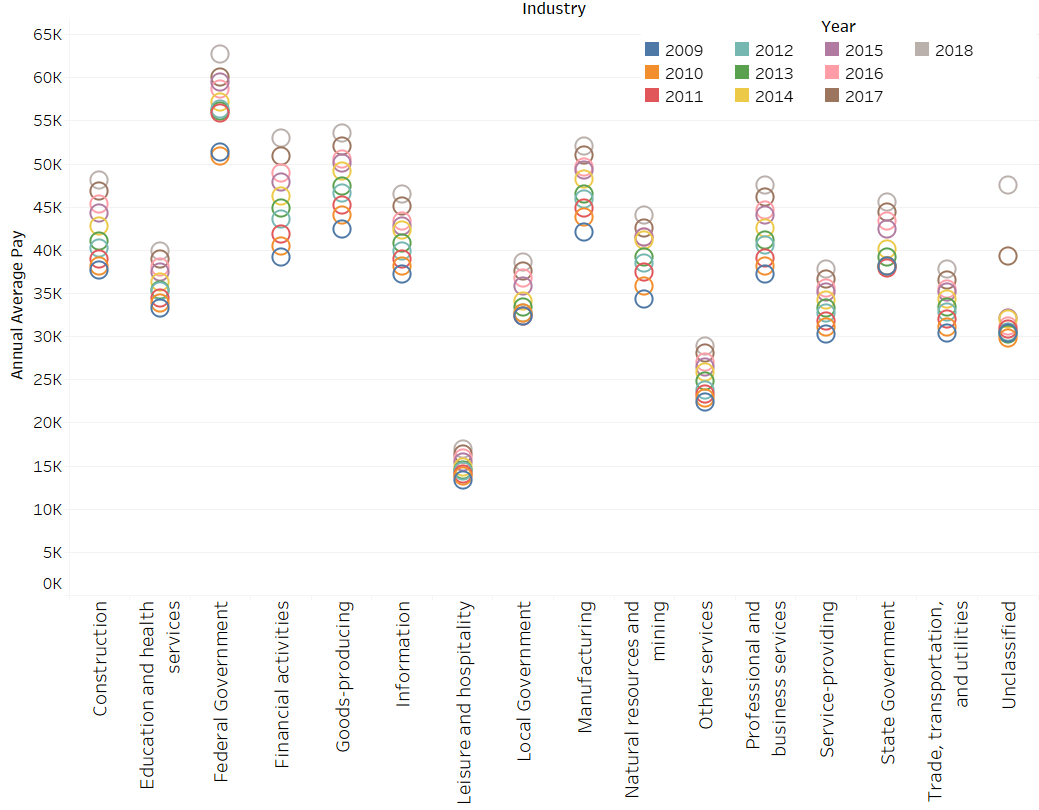 Industry
Year
2009
2012
2015
2018
2010
2013
2016
2011
2014
2017
Annual Average Pay
65K
60K
55K
50K
45K
40K
35K
30K
25K
20K
15K
10K
5K
0K
Construction
Education and health
services
Federal Government
Financial activities
Goods-producing
Information
Leisure and hospitality
Local Government
Manufacturing
Natural resources and
mining
Other services
Professional and
business services
Service-providing
State Government
Trade, transportation,
and utilities
Unclassified